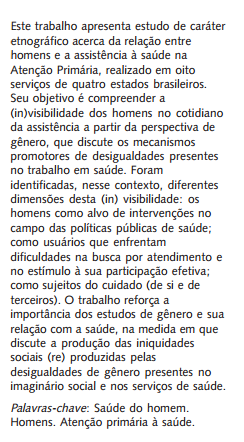 Este trabalho apresenta estudo de caráter
etnográfico acerca da relação entre
homens e a assistência à saúde na
Atenção Primária, realizado em oito
serviços de quatro estados brasileiros.
Seu objetivo é compreender a
(in)visibilidade dos homens no cotidiano
da assistência a partir da perspectiva de
gênero, que discute os mecanismos
promotores de desigualdades presentes
no trabalho em saúde. Foram
identificadas, nesse contexto, diferentes
dimensões desta (in) visibilidade: os
homens como alvo de intervenções no
campo das políticas públicas de saúde;
como usuários que enfrentam
dificuldades na busca por atendimento e
no estímulo à sua participação efetiva;
como sujeitos do cuidado (de si e de
terceiros). O trabalho reforça a
importância dos estudos de gênero e sua
relação com a saúde, na medida em que
discute a produção das iniquidades
sociais (re) produzidas pelas
desigualdades de gênero presentes no
imaginário social e nos serviços de saúde.
Palavras-chave: Saúde do homem.
Homens. Atenção primária à saúde.